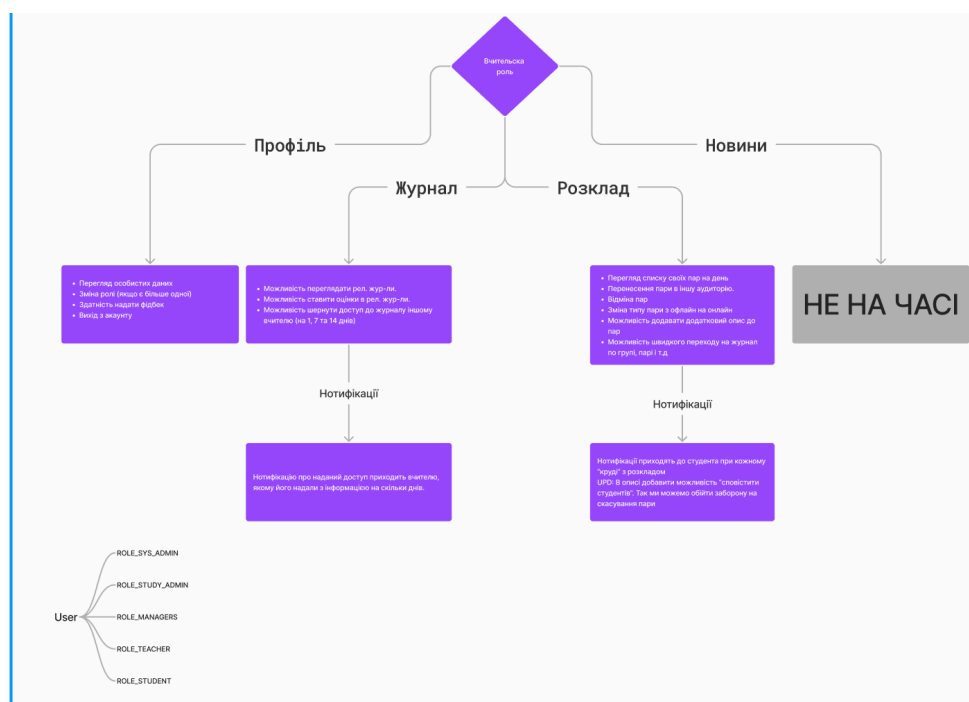 Вчительска
роль
Профіль
Новини
Журнал
Розклад
Перегляд особистих даних
Зміна ролі (якщо є більше одної)
Здатність надати фідбек
Вихід з акаунту
Можливість переглядати рел. жур-ли.
Можливість ставити оцінки в рел. жур-ли.
Можливість шернути доступ до журналу іншому
вчителю (на 1, 7 та 14 днів)
Перегляд списку своїх пар на день
Перенесення пари в іншу аудиторію.
Відміна пар
Зміна типу пари з офлайн на онлайн
Можливість додавати додатковий опис до
пар
Можливість швидкого переходу на журнал
по групі, парі і т.д
НЕ НА ЧАСІ
Нотифікації
Нотифікації
Нотифікацію про наданий доступ приходить вчителю,
якому його надали з інформацією на скільки днів.
Нотифікації приходять до студента при кожному
"круді" з розкладом
UPD: В описі добавити можливість "сповістити
студентів". Так ми можемо обійти заборону на
скасування пари
User
ROLE_SYS_ADMIN
ROLE_STUDY_ADMIN
ROLE_MANAGERS
ROLE_TEACHER
ROLE_STUDENT